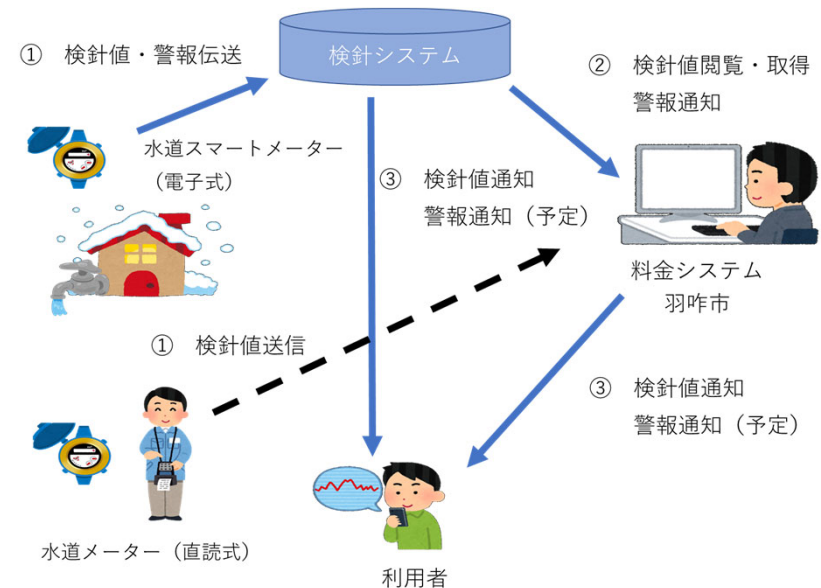 ① 検針値・警報伝送
検針システム
② 検針値閲覧・取得
警報通知
水道スマートメーター
（電子式）
③ 検針値通知
警報通知（予定）
料金システム
羽咋市
① 検針値送信
③ 検針値通知
警報通知（予定）
水道メーター（直読式）
利用者